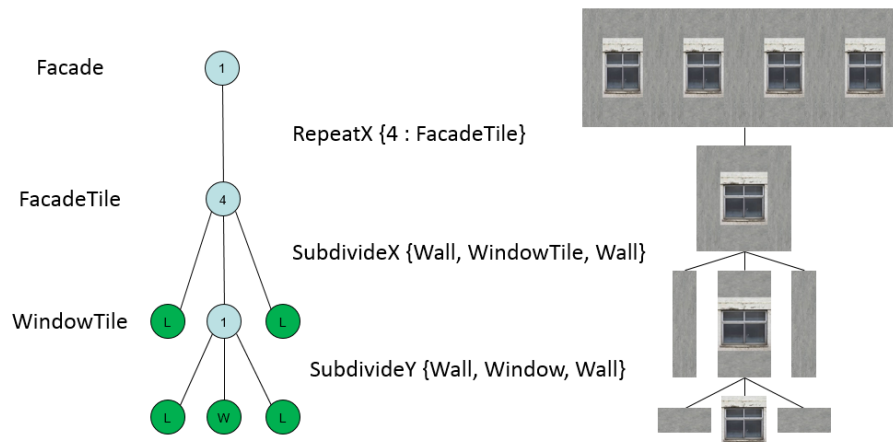 Facade
1
RepeatX {4 : FacadeTile}
FacadeTile
4
SubdivideX {Wall, WindowTile, Wall}
WindowTile
L
1
L
SubdivideY {Wall, Window, Wall}
L
W
L